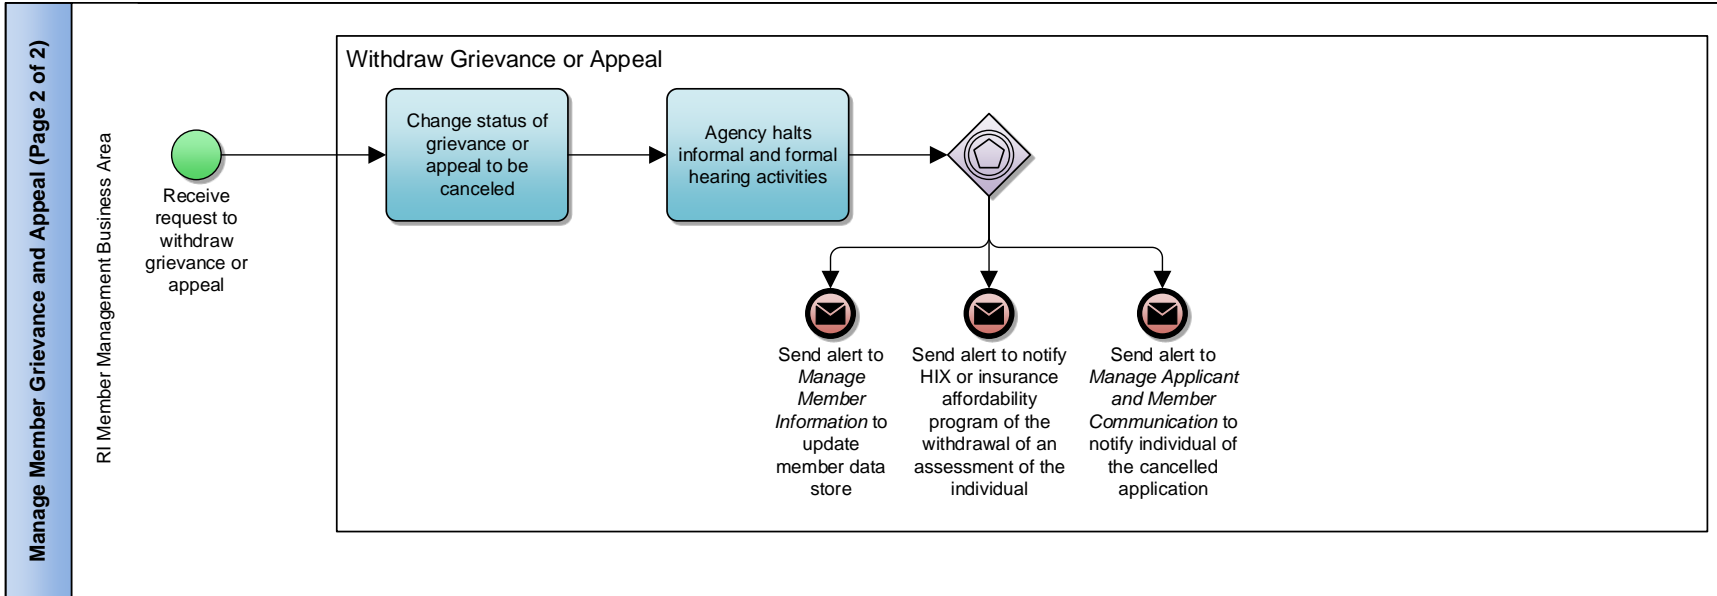 Manage Member Grievance and Appeal (Page 2 of 2)
RI Member Management Business Area
Receive
request to
withdraw
grievance or
appeal
Withdraw Grievance or Appeal
Change status of
grievance or
appeal to be
canceled
Agency halts
informal and formal
hearing activities
Send alert to
Manage
Member
Information to
update
member data
store
Send alert to notify
HIX or insurance
affordability
program of the
withdrawal of an
assessment of the
individual
Send alert to
Manage Applicant
and Member
Communication to
notify individual of
the cancelled
application